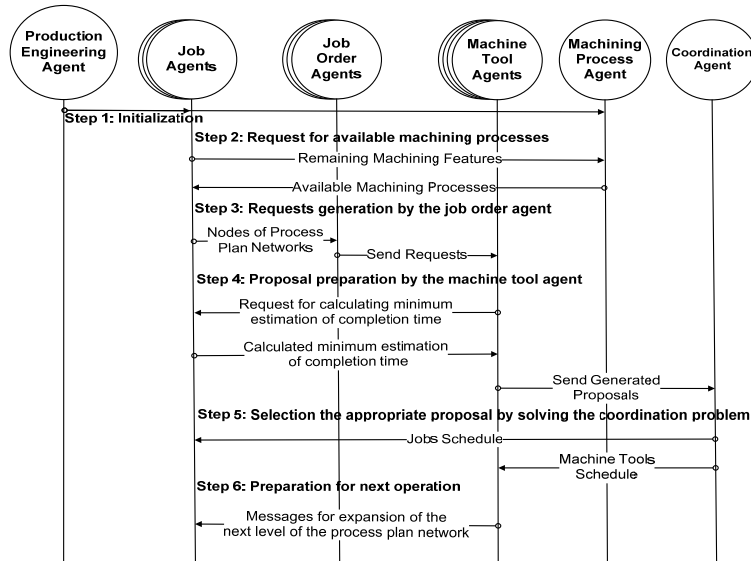 Production
Engineering
Agent
Job
Agents
Job
Order
Agents
Machine
Tool
Agents
Machining
Process
Agent
Coordination
Agent
Step 1: Initialization
Step 2: Request for available machining processes
Remaining Machining Features
Available Machining Processes
Step 3: Requests generation by the job order agent
Nodes of Process
Plan Networks
Send Requests
Step 4: Proposal preparation by the machine tool agent
Request for calculating minimum
estimation of completion time
Calculated minimum estimation
of completion time
Send Generated
Proposals
Step 5: Selection the appropriate proposal by solving the coordination problem
Jobs Schedule
Machine Tools
Schedule
Step 6: Preparation for next operation
Messages for expansion of the
next level of the process plan network